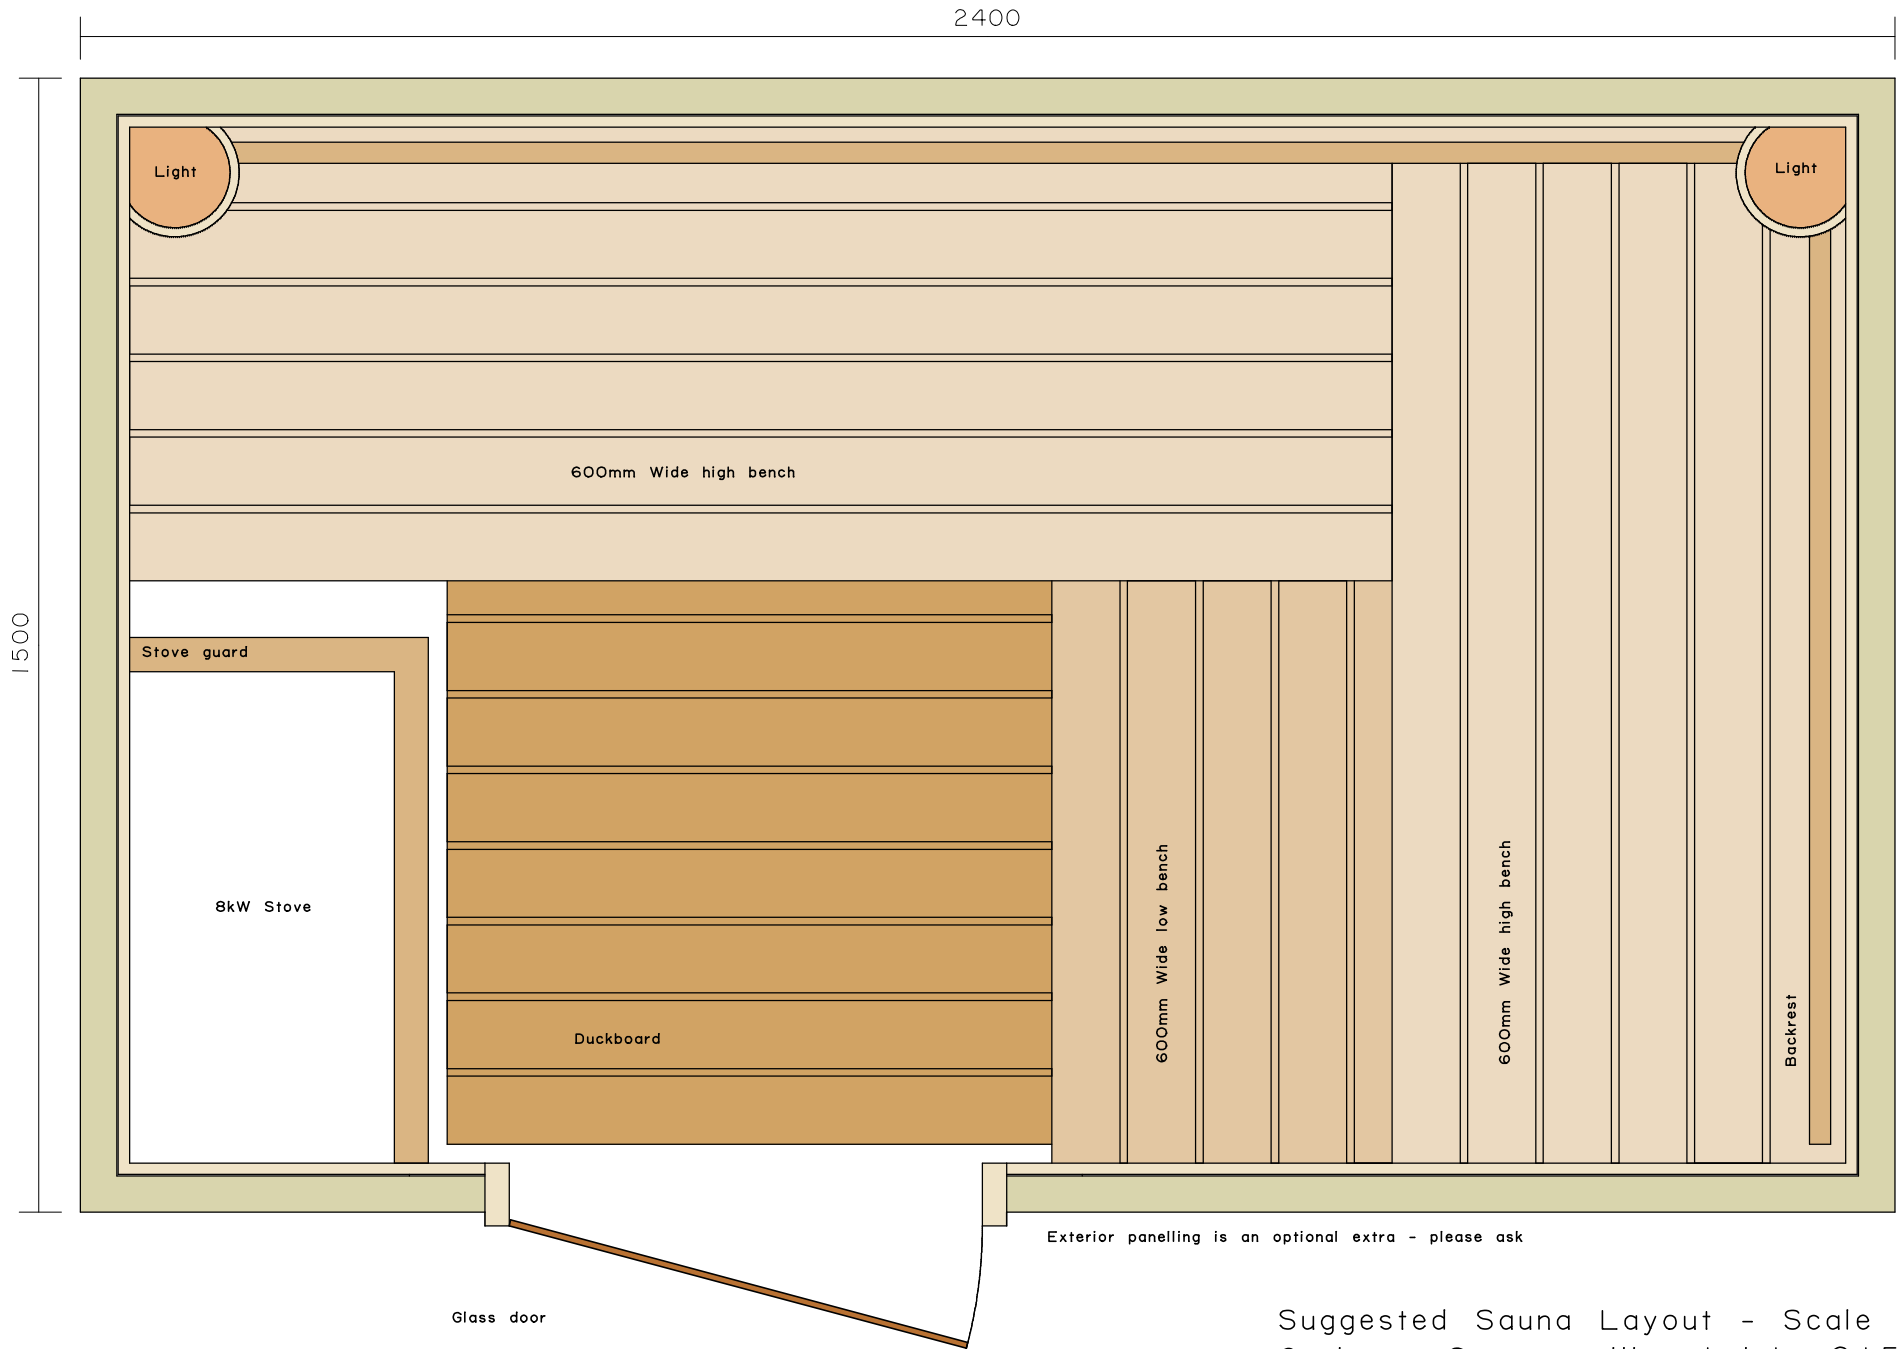 2400
Light
Light
600mm Wide high bench
1500
Stove guard
8kW Stove
600mm Wide low bench
600mm Wide high bench
Backrest
Duckboard
Exterior panelling is an optional extra - please ask
Glass door
Suggested Sauna Layout - Scale